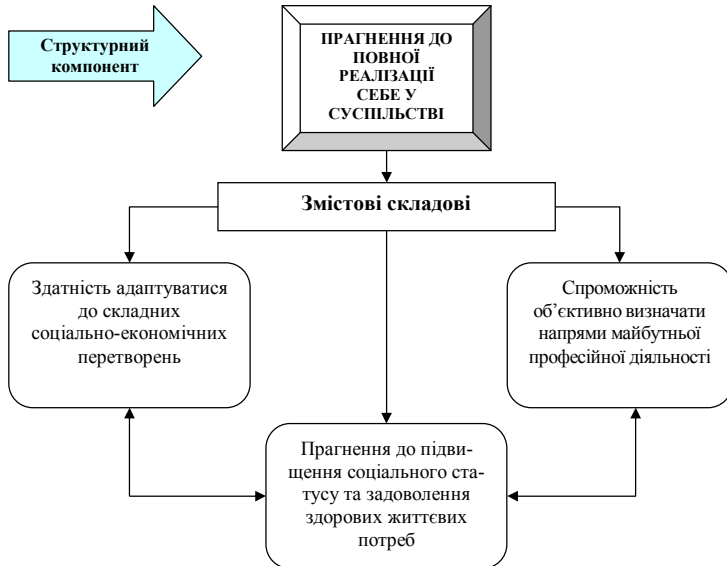 Структурний
компонент
ПРАГНЕННЯ ДО
ПОВНОЇ
РЕАЛІЗАЦІЇ
СЕБЕ У
СУСПІЛЬСТВІ
Змістові складові
Здатність адаптуватися
до складних
соціально-економічних
перетворень
Спроможність
об’єктивно визначати
напрями майбутньої
професійної діяльності
Прагнення до підви-
щення соціального ста-
тусу та задоволення
здорових життєвих
потреб